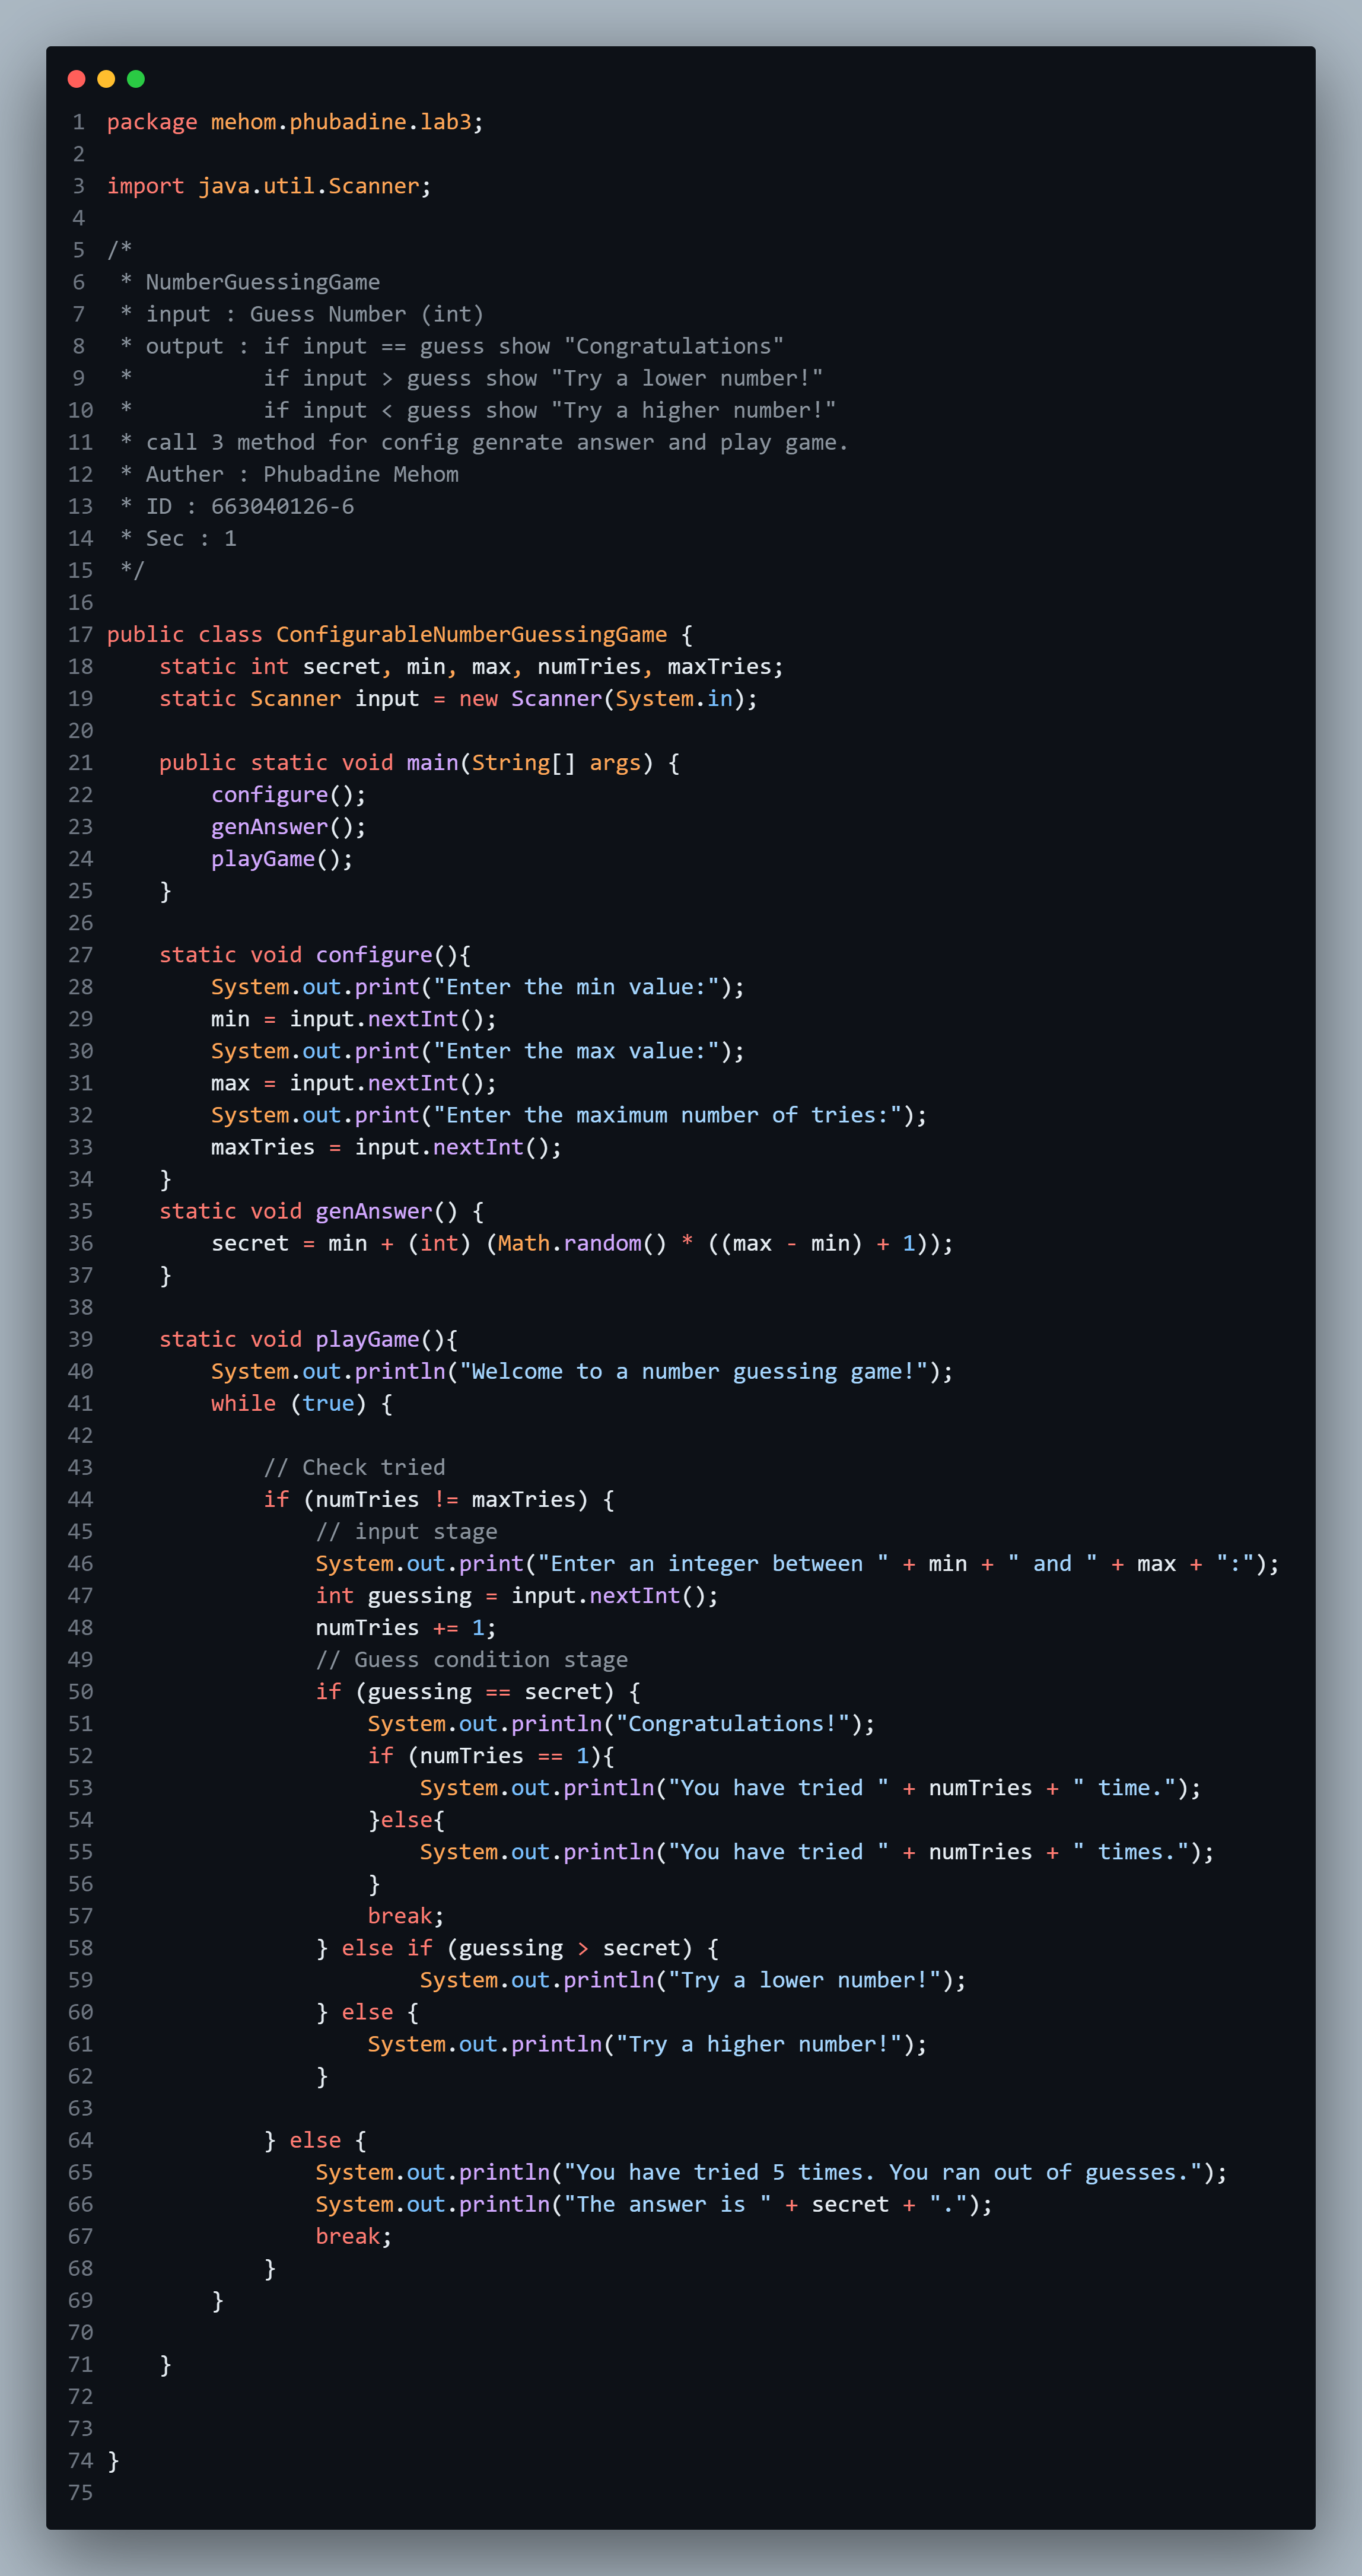 1 package mehom.phubadine.lab3;
2
3 import java.util.Scanner;
4
5 /*
6  * NumberGuessingGame
7  * input : Guess Number (int)
8  * output : if input == guess show "Congratulations"
9  *          if input > guess show "Try a lower number!"
10  *          if input < guess show "Try a higher number!"
11  * call 3 method for config genrate answer and play game.
12  * Auther : Phubadine Mehom
13  * ID : 663040126-6
14  * Sec : 1
15  */
16
17 public class ConfigurableNumberGuessingGame {
18     static int secret, min, max, numTries, maxTries;
19     static Scanner input = new Scanner(System.in);
20
21     public static void main(String[] args) {
22         configure();
23         genAnswer();
24         playGame();
25     }
26
27     static void configure(){
28         System.out.print("Enter the min value:");
29         min = input.nextInt();
30         System.out.print("Enter the max value:");
31         max = input.nextInt();
32         System.out.print("Enter the maximum number of tries:");
33         maxTries = input.nextInt();
34     }
35     static void genAnswer() {
36         secret = min + (int) (Math.random() * ((max - min) + 1));
37     }
38
39     static void playGame(){
40         System.out.println("Welcome to a number guessing game!");
41         while (true) {
42
43             // Check tried
44             if (numTries != maxTries) {
45                 // input stage
46                 System.out.print("Enter an integer between " + min + " and " + max + ":");
47                 int guessing = input.nextInt();
48                 numTries += 1;
49                 // Guess condition stage
50                 if (guessing == secret) {
51                     System.out.println("Congratulations!");
52                     if (numTries == 1){
53                         System.out.println("You have tried " + numTries + " time.");
54                     }else{
55                         System.out.println("You have tried " + numTries + " times.");
56                     }
57                     break;
58                 } else if (guessing > secret) {
59                         System.out.println("Try a lower number!");
60                 } else {
61                     System.out.println("Try a higher number!");
62                 }
63
64             } else {
65                 System.out.println("You have tried 5 times. You ran out of guesses.");
66                 System.out.println("The answer is " + secret + ".");
67                 break;
68             }
69         }
70
71     }
72
73
74 }
75